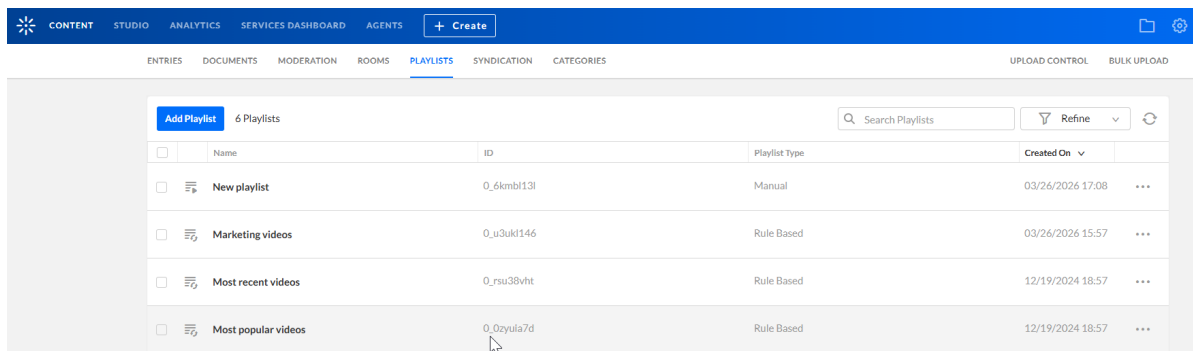 CONTENT STUDIO ANALYTICS SERVICES DASHBOARD AGENTS + Create
ENTRIES DOCUMENTS MODERATION ROOMS PLAYLISTS SYNDICATION CATEGORIES UPLOAD CONTROL BULK UPLOAD
Add Playlist 6 Playlists Search Playlists Refine
Name ID Playlist Type Created On
New playlist 0_6kmbl13l Manual 03/26/2026 17:08
Marketing videos 0_u3ukl146 Rule Based 03/26/2026 15:57
Most recent videos 0_rsu38vht Rule Based 12/19/2024 18:57
Most popular videos 0_0zyula7d Rule Based 12/19/2024 18:57